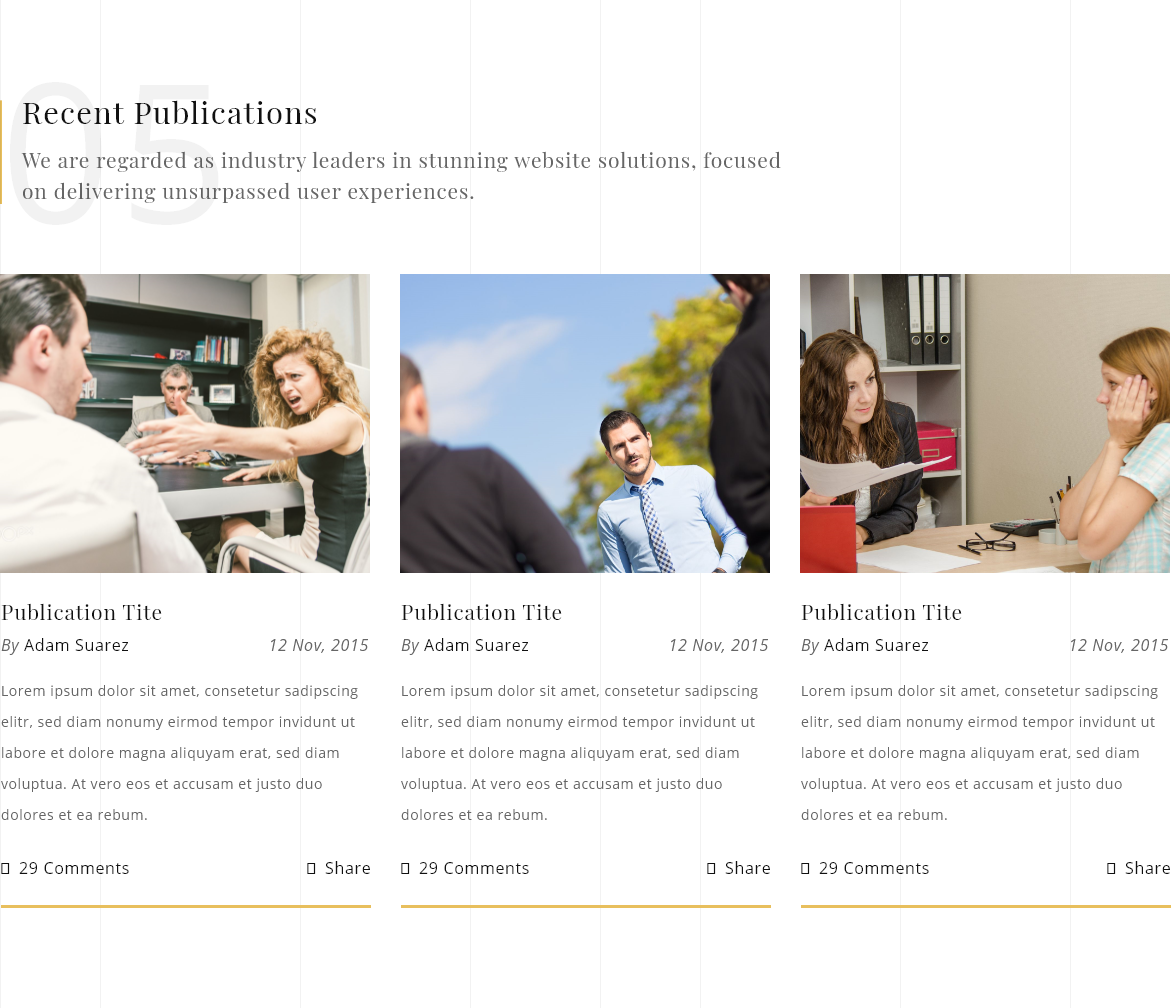 05
Recent Publications
We are regarded as industry leaders in stunning website solutions, focused
on delivering unsurpassed user experiences.
Publication Tite
By Adam Suarez 12 Nov, 2015
Lorem ipsum dolor sit amet, consetetur sadipscing
elitr, sed diam nonumy eirmod tempor invidunt ut
labore et dolore magna aliquyam erat, sed diam
voluptua. At vero eos et accusam et justo duo
dolores et ea rebum.
29 Comments Share
Publication Tite
By Adam Suarez 12 Nov, 2015
Lorem ipsum dolor sit amet, consetetur sadipscing
elitr, sed diam nonumy eirmod tempor invidunt ut
labore et dolore magna aliquyam erat, sed diam
voluptua. At vero eos et accusam et justo duo
dolores et ea rebum.
29 Comments Share
Publication Tite
By Adam Suarez 12 Nov, 2015
Lorem ipsum dolor sit amet, consetetur sadipscing
elitr, sed diam nonumy eirmod tempor invidunt ut
labore et dolore magna aliquyam erat, sed diam
voluptua. At vero eos et accusam et justo duo
dolores et ea rebum.
29 Comments Share